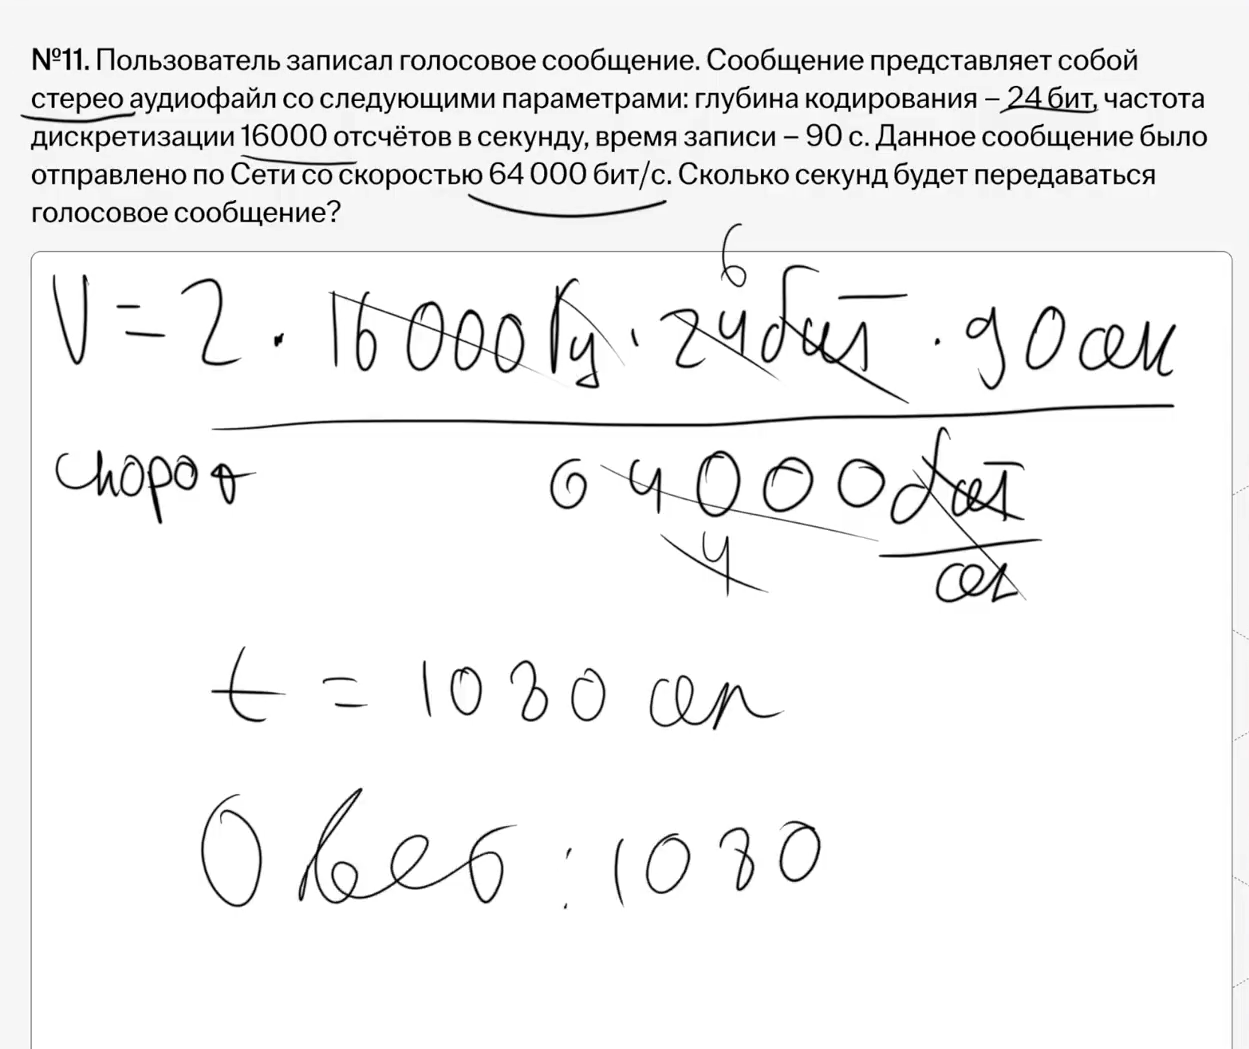 №11. Пользователь записал голосовое сообщение. Сообщение представляет собой
стерео аудиофайл со следующими параметрами: глубина кодирования – 24 бит, частота
дискретизации 16000 отсчётов в секунду, время записи – 90 с. Данное сообщение было
отправлено по Сети со скоростью 64 000 бит/с. Сколько секунд будет передаваться
голосовое сообщение?
6
V = 2 · 16000 Гц · 24 бит · 90 сек
скорот 64000 бит
4 сек
t = 1080 сек
Ответ: 1080